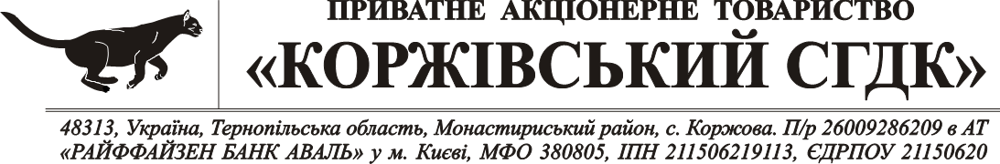 ПРИВАТНЕ АКЦІОНЕРНЕ ТОВАРИСТВО
«КОРЖІВСЬКИЙ СГДК»
48313, Україна, Тернопільська область, Монастириський район, с. Коржова. П/р 26009286209 в АТ
«РАЙФФАЙЗЕН БАНК АВАЛЬ» у м. Києві, МФО 380805, ІПН 211506219113, ЄДРПОУ 21150620